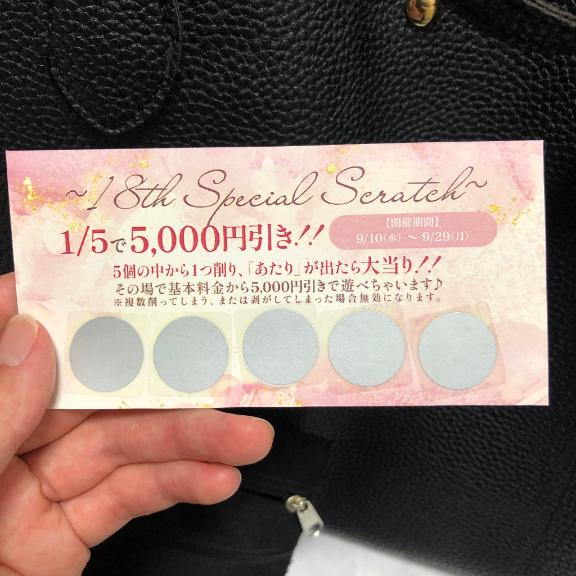 ~18th Special Scratch~
1/5で5,000円引き!!
【開催期間】
9/10(水) ~ 9/29(月)
5個の中から1つ削り、「あたり」が出たら大当り!!
その場で基本料金から5,000円引きで遊べちゃいます♪
※複数削ってしまう、または剥がしてしまった場合無効になります。